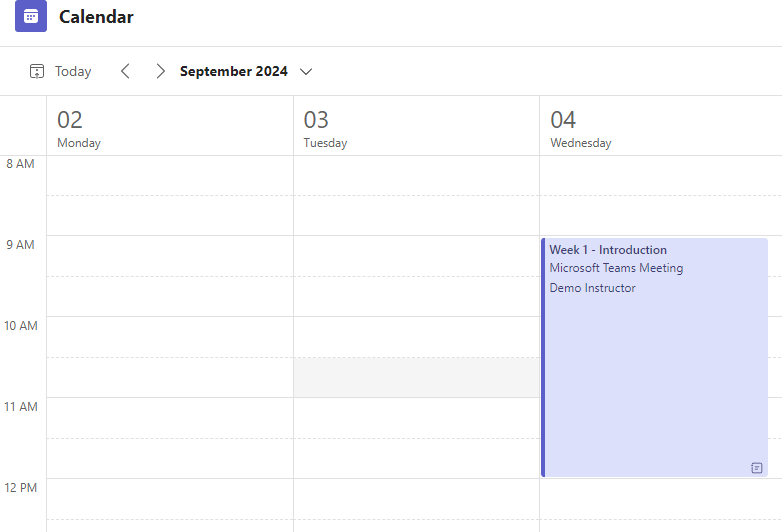 Calendar
Today
September 2024
02
Monday
03
Tuesday
04
Wednesday
8 AM
9 AM
Week 1 - Introduction
Microsoft Teams Meeting
Demo Instructor
10 AM
11 AM
12 PM